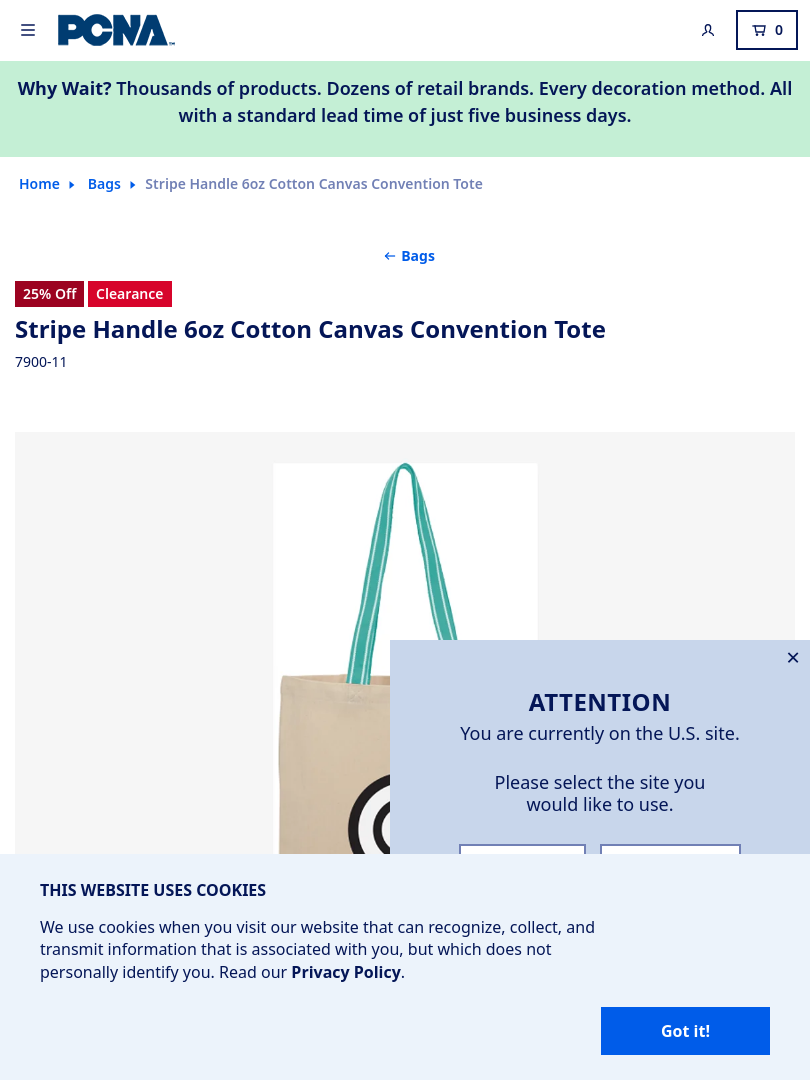 PCNA
0
Why Wait? Thousands of products. Dozens of retail brands. Every decoration method. All
with a standard lead time of just five business days.
Home Bags Stripe Handle 6oz Cotton Canvas Convention Tote
← Bags
25% Off Clearance
Stripe Handle 6oz Cotton Canvas Convention Tote
7900-11
ATTENTION
You are currently on the U.S. site.
Please select the site you
would like to use.
THIS WEBSITE USES COOKIES
We use cookies when you visit our website that can recognize, collect, and
transmit information that is associated with you, but which does not
personally identify you. Read our Privacy Policy.
Got it!